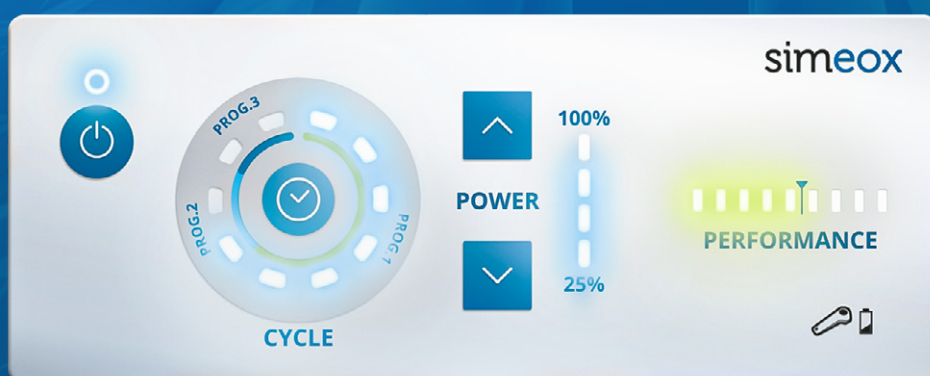 simeox
PROG.3
PROG.2
PROG.1
CYCLE
POWER
100%
25%
PERFORMANCE